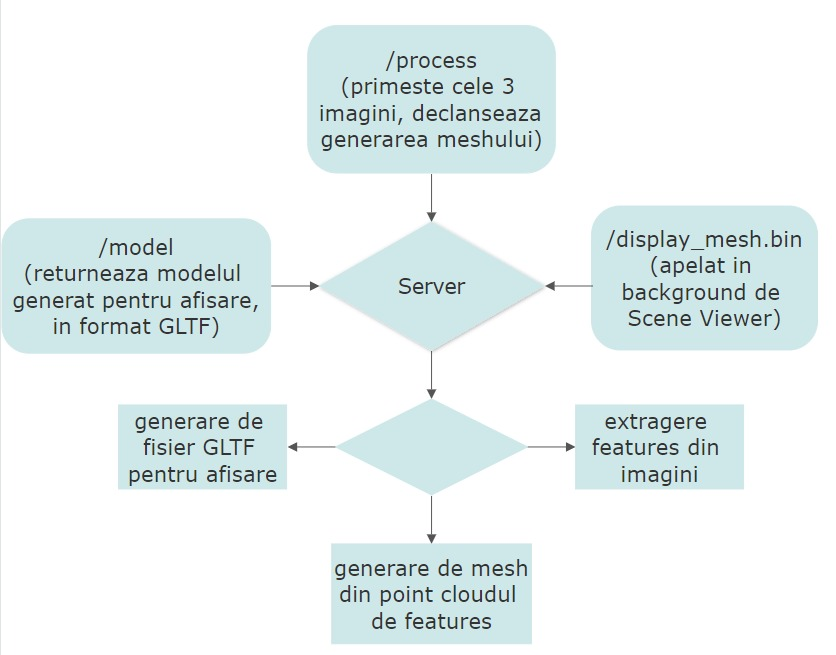 /process
(primeste cele 3
imagini, declanseaza
generarea meshului)
/model
(returneaza modelul
generat pentru afisare,
in format GLTF)
Server
/display_mesh.bin
(apelat in
background de
Scene Viewer)
generare de
fisier GLTF
pentru afisare
extragere
features din
imagini
generare de mesh
din point cloudul
de features